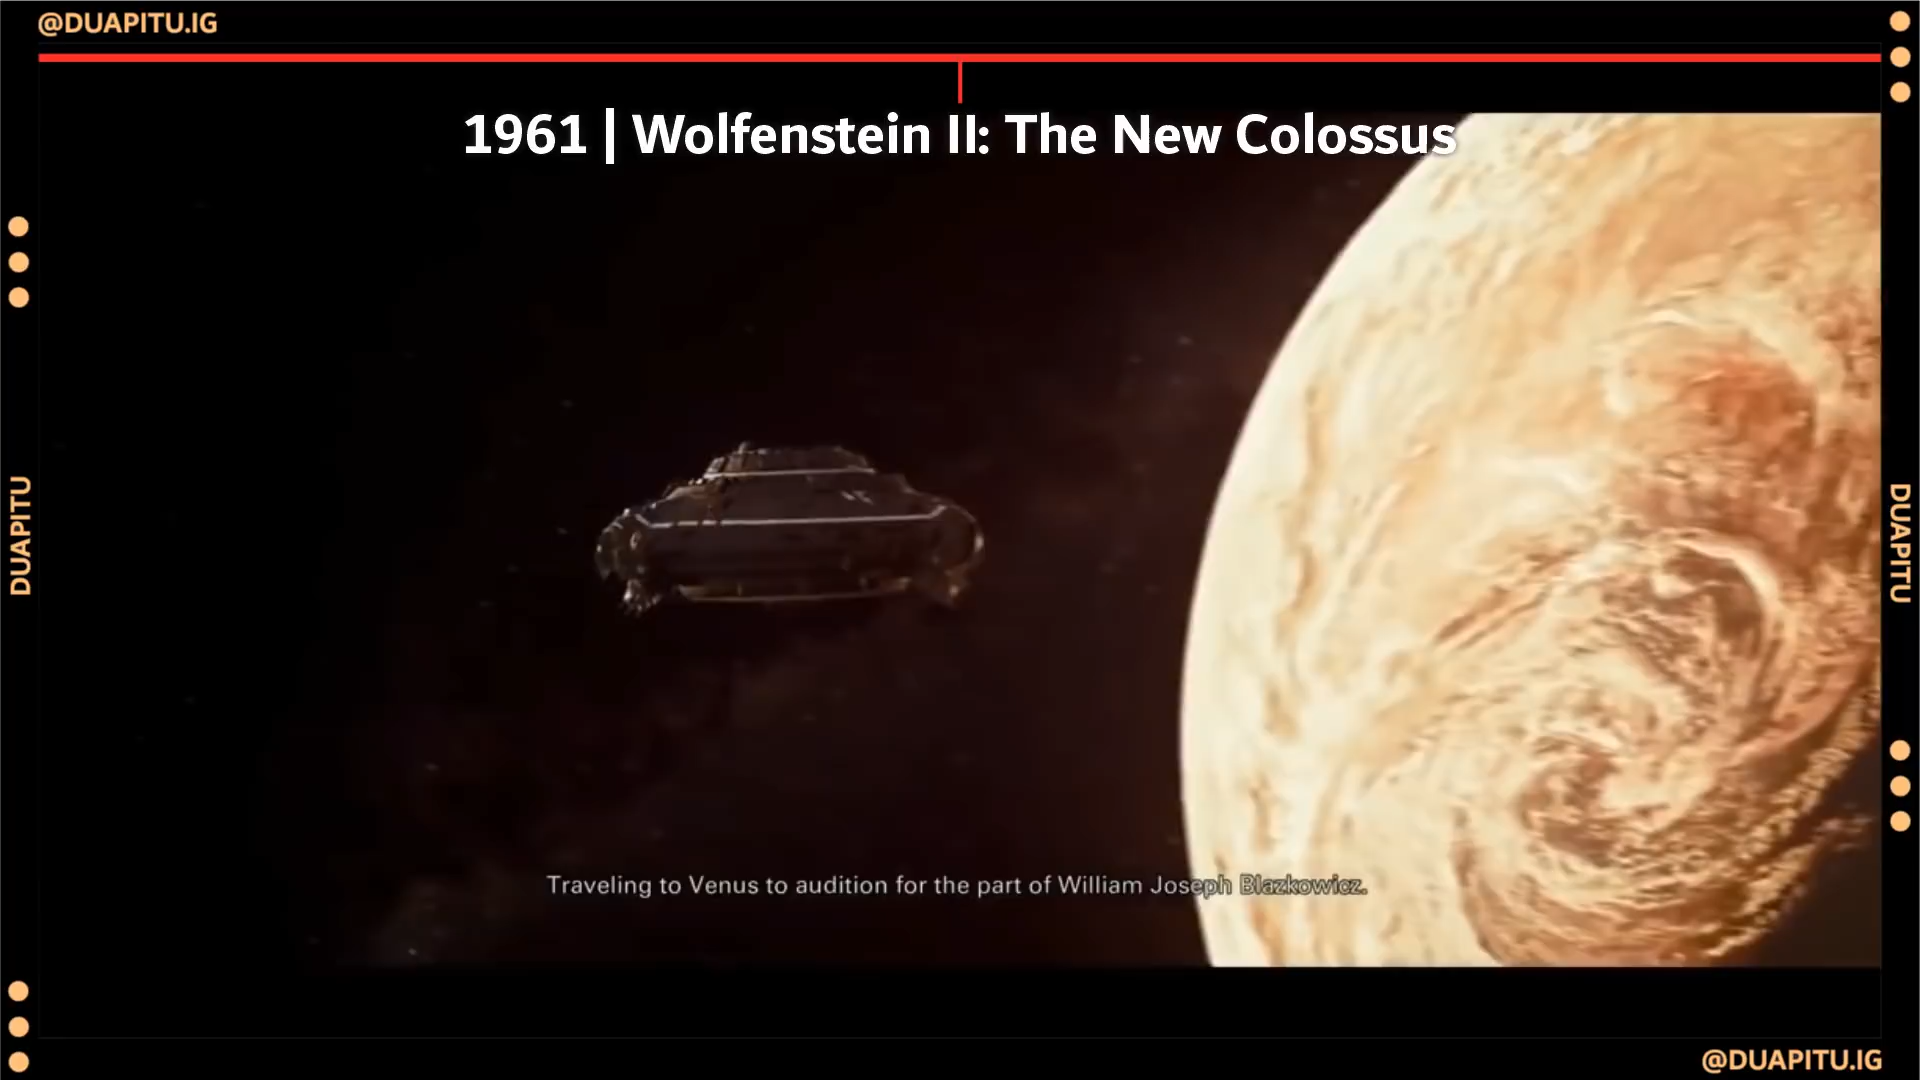 @DUAPITU.IG
1961 | Wolfenstein II: The New Colossus
DUAPITU
DUAPITU
Traveling to Venus to audition for the part of William Joseph Blazkowicz.
@DUAPITU.IG